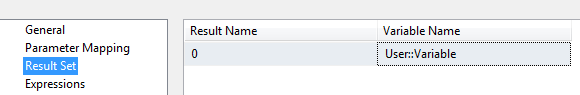 General
Parameter Mapping
Result Set
Expressions
Result Name Variable Name
0 User::Variable